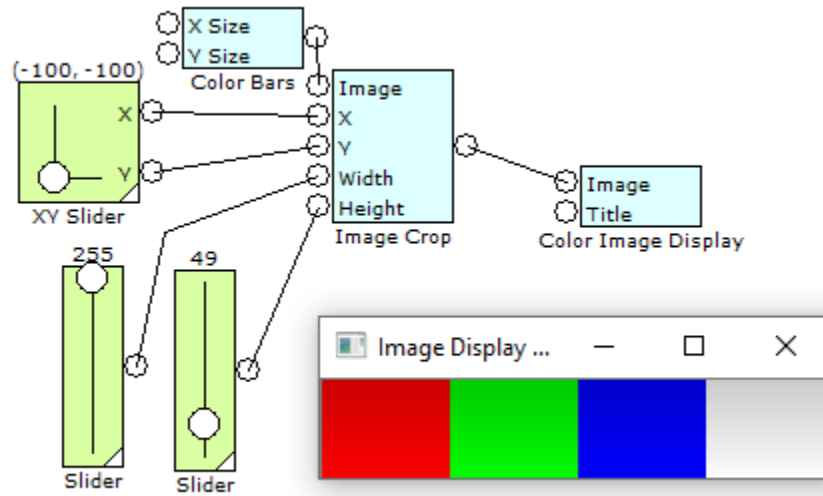 X Size
Y Size
Color Bars
(-100, -100)
X
Y
XY Slider
Image
X
Y
Width
Height
Image Crop
Image
Title
Color Image Display
255
Slider
49
Slider
Image Display ...